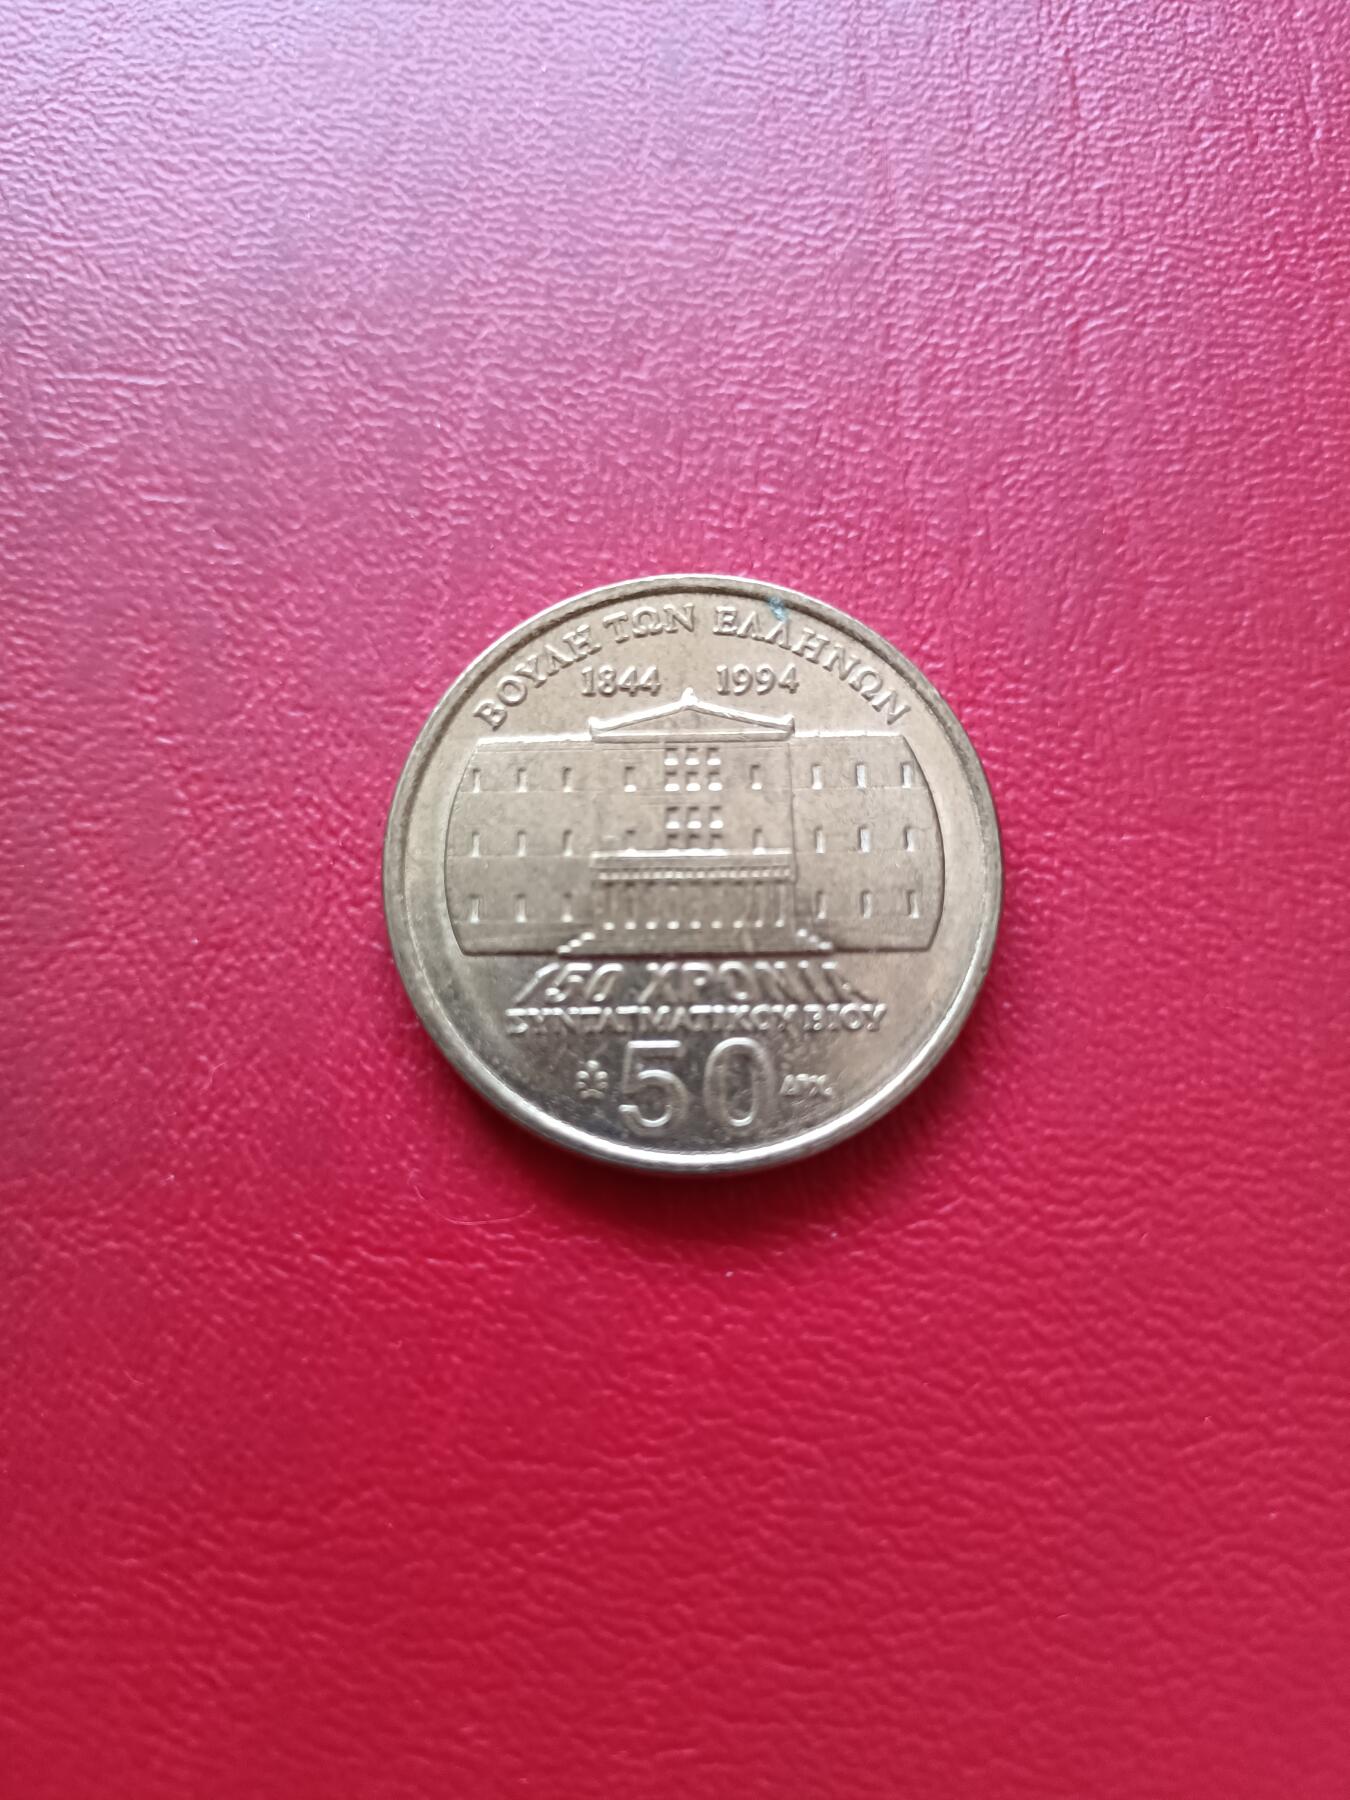 ΒΟΥΛΗ ΤΩΝ ΕΛΛΗΝΩΝ
1844 1994
150 ΧΡΟΝΙΑ
ΣΥΝΤΑΓΜΑΤΙΚΟΥ ΒΙΟΥ
50 ΔΡΧ.